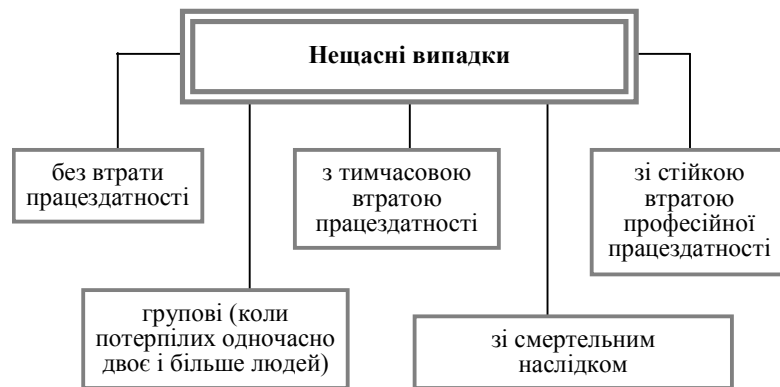 Нещасні випадки
без втрати
працездатності
з тимчасовою
втратою
працездатності
зі стійкою
втратою
професійної
працездатності
групові (коли
потерпілих одночасно
двоє і більше людей)
зі смертельним
наслідком